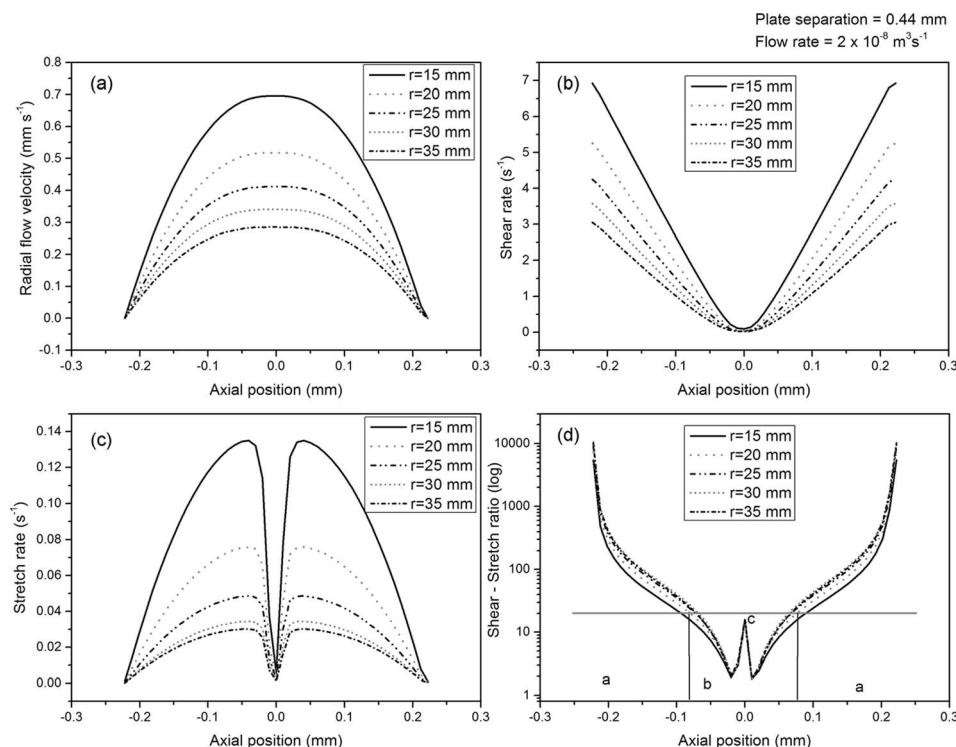 Plate separation = 0.44 mm
Flow rate = 2 x 10⁻⁸ m³s⁻¹
(a)
r=15 mm
r=20 mm
r=25 mm
r=30 mm
r=35 mm
0.8
0.7
0.6
0.5
0.4
0.3
0.2
0.1
0.0
-0.1
Radial flow velocity (mm s⁻¹)
-0.3 -0.2 -0.1 0.0 0.1 0.2 0.3
Axial position (mm)
(b)
r=15 mm
r=20 mm
r=25 mm
r=30 mm
r=35 mm
7
6
5
4
3
2
1
0
Shear rate (s⁻¹)
-0.3 -0.2 -0.1 0.0 0.1 0.2 0.3
Axial position (mm)
(c)
r=15 mm
r=20 mm
r=25 mm
r=30 mm
r=35 mm
0.14
0.12
0.10
0.08
0.06
0.04
0.02
0.00
Stretch rate (s⁻¹)
-0.3 -0.2 -0.1 0.0 0.1 0.2 0.3
Axial position (mm)
(d)
r=15 mm
r=20 mm
r=25 mm
r=30 mm
r=35 mm
10000
1000
100
10
1
Shear - Stretch ratio (log)
c
a b a
-0.3 -0.2 -0.1 0.0 0.1 0.2 0.3
Axial position (mm)